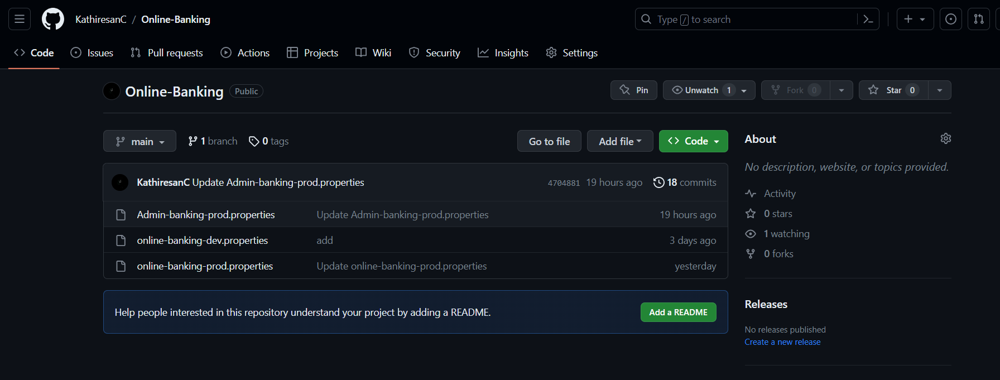 KathiresanC / Online-Banking
Type / to search
Code
Issues
Pull requests
Actions
Projects
Wiki
Security
Insights
Settings
Online-Banking Public
Pin
Unwatch 1
Fork 0
Star 0
main
1 branch
0 tags
Go to file
Add file
Code
KathiresanC Update Admin-banking-prod.properties 4704881 19 hours ago 18 commits
Admin-banking-prod.properties Update Admin-banking-prod.properties 19 hours ago
online-banking-dev.properties add 3 days ago
online-banking-prod.properties Update online-banking-prod.properties yesterday
Help people interested in this repository understand your project by adding a README.
Add a README
About
No description, website, or topics provided.
Activity
0 stars
1 watching
0 forks
Releases
No releases published
Create a new release